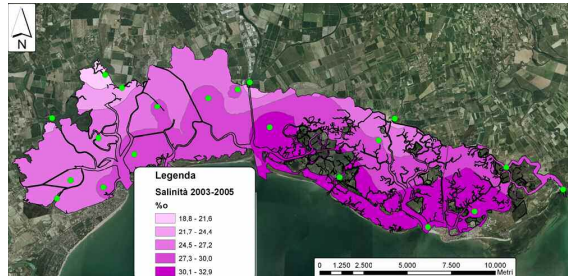 N
Legenda
Salinità 2003-2005
%o
18,8 - 21,6
21,7 - 24,4
24,5 - 27,2
27,3 - 30,0
30,1 - 32,9
0 1.250 2.500 5.000 7.500 10.000
Metri